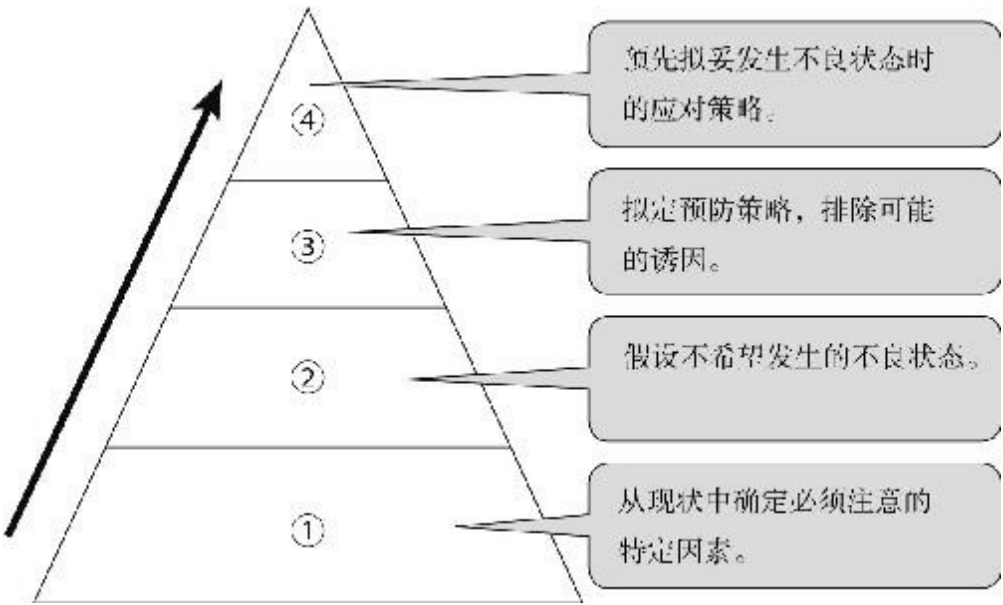 ④
预先拟妥发生不良状态时
的应对策略。
③
拟定预防策略，排除可能
的诱因。
②
假设不希望发生的不良状态。
①
从现状中确定必须注意的
特定因素。